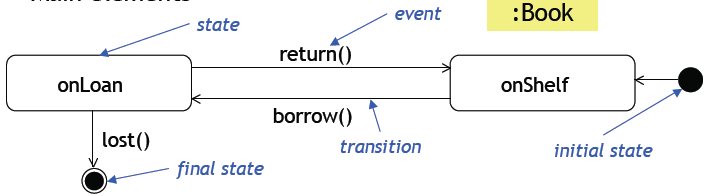 state
event
:Book
return()
onLoan
onShelf
borrow()
lost()
transition
initial state
final state